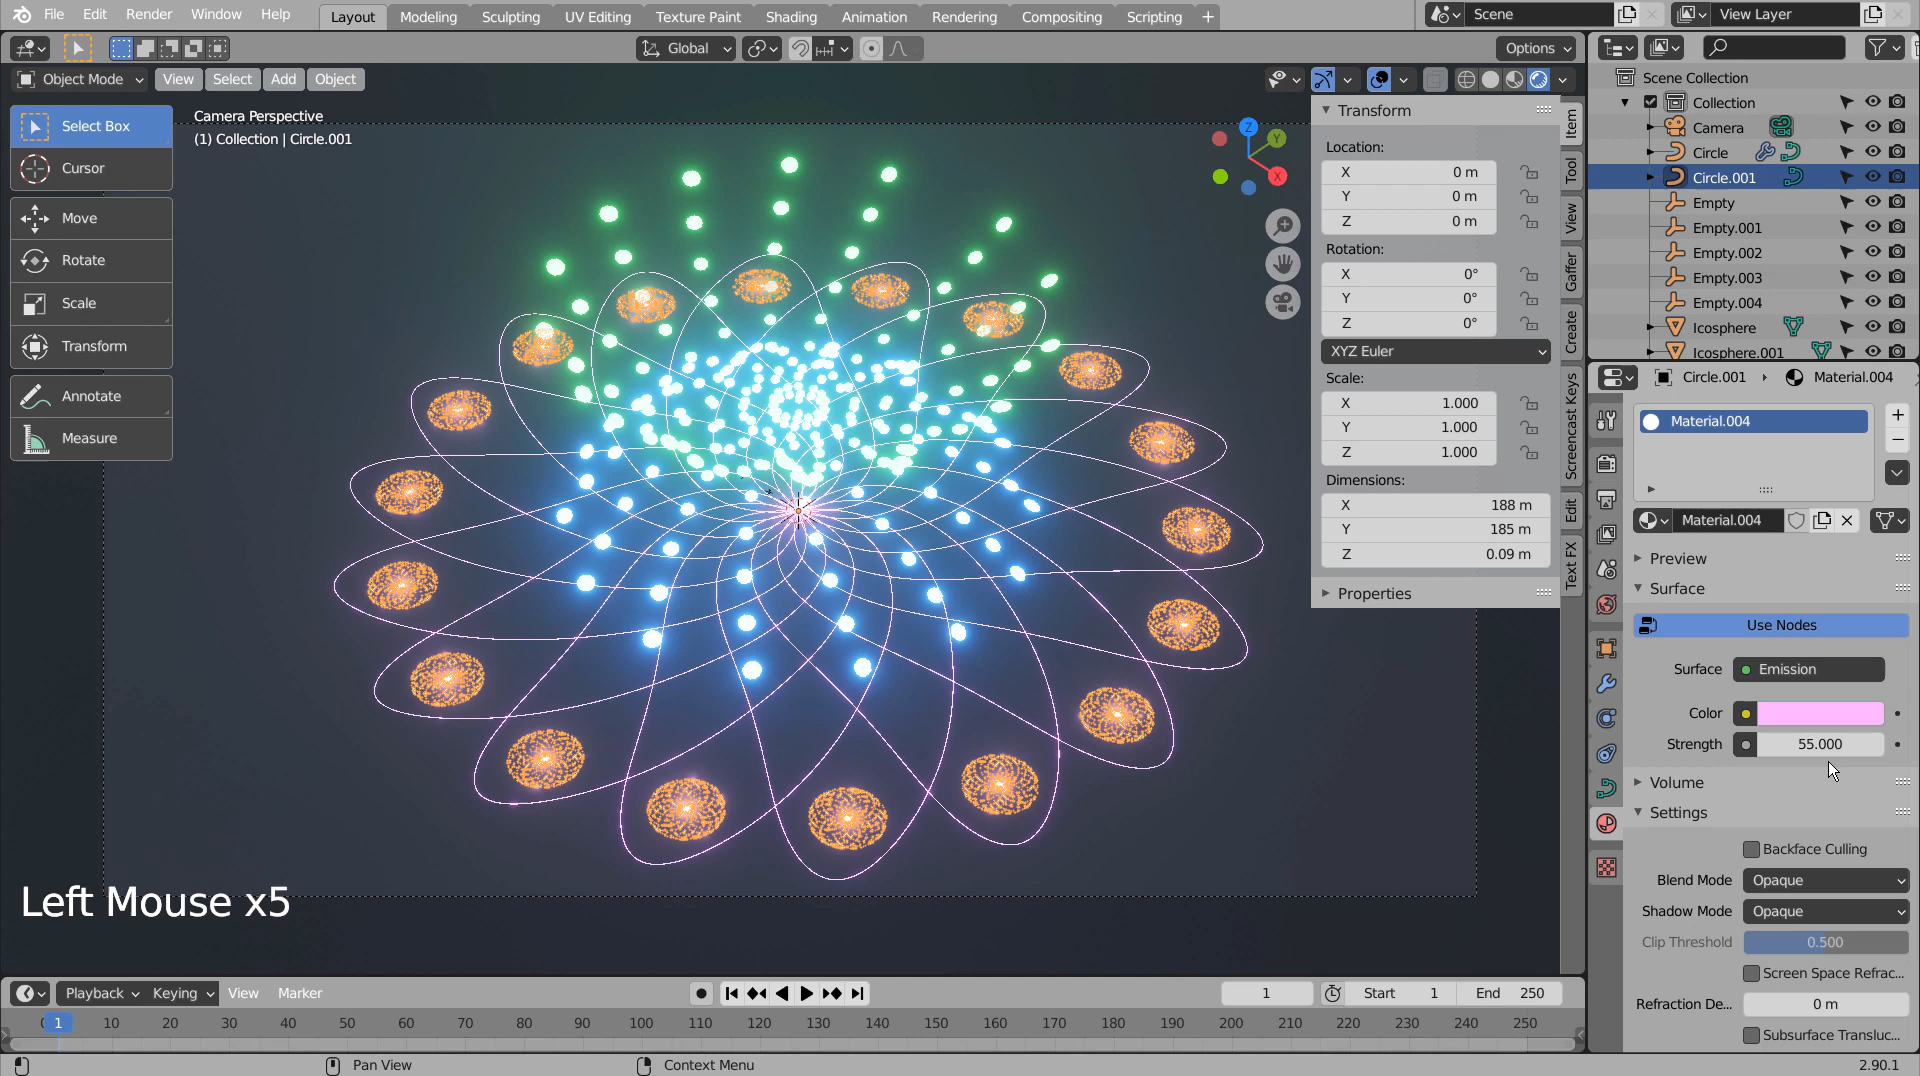 File Edit Render Window Help Layout Modeling Sculpting UV Editing Texture Paint Shading Animation Rendering Compositing Scripting + Scene View Layer
Global Options
Object Mode View Select Add Object
Select Box
Cursor
Move
Rotate
Scale
Transform
Annotate
Measure
Camera Perspective
(1) Collection | Circle.001
Z
Y
X
Transform
Location:
X 0 m
Y 0 m
Z 0 m
Rotation:
X 0°
Y 0°
Z 0°
XYZ Euler
Scale:
X 1.000
Y 1.000
Z 1.000
Dimensions:
X 188 m
Y 185 m
Z 0.09 m
Properties
Item
Tool
View
Gaffer
Create
Screencast Keys
Edit
Text FX
Scene Collection
Collection
Camera
Circle
Circle.001
Empty
Empty.001
Empty.002
Empty.003
Empty.004
Icosphere
Icosphere.001
Circle.001 Material.004
Material.004
Material.004
Preview
Surface
Use Nodes
Surface Emission
Color
Strength 55.000
Volume
Settings
Backface Culling
Blend Mode Opaque
Shadow Mode Opaque
Clip Threshold 0.500
Screen Space Refrac...
Refraction De... 0 m
Subsurface Transluc...
Left Mouse x5
Playback Keying View Marker 1 Start 1 End 250
1 10 20 30 40 50 60 70 80 90 100 110 120 130 140 150 160 170 180 190 200 210 220 230 240 250
Pan View Context Menu 2.90.1